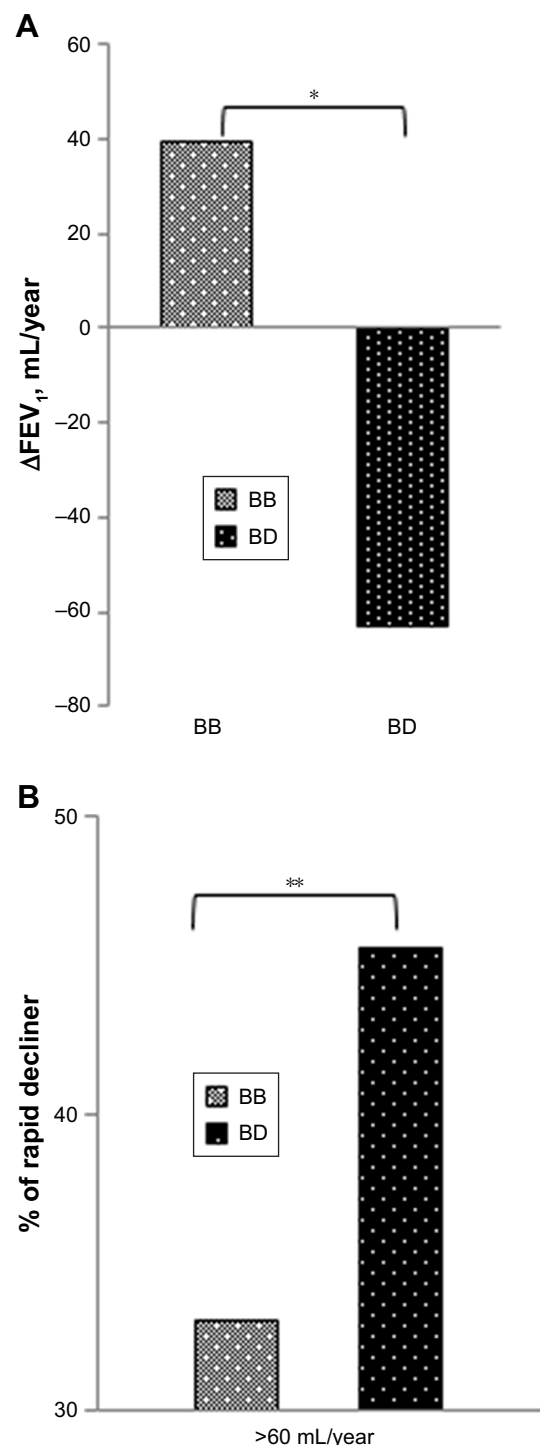 A
ΔFEV₁, mL/year
60
40
20
0
–20
–40
–60
–80
*
BB
BD
BB
BD
B
% of rapid decliner
50
40
30
**
BB
BD
>60 mL/year